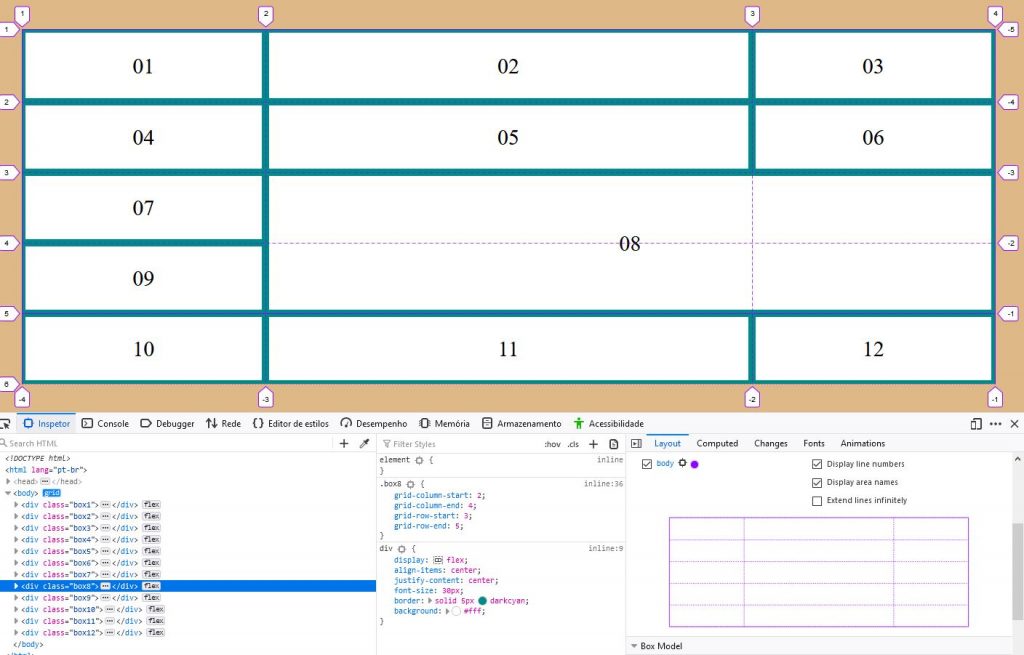 1 2 3 4
1 -5
01 02 03
2 -4
04 05 06
3 -3
07
4 08 -2
09
5 -1
10 11 12
6
-4 -3 -2 -1
Inspetor Console Debugger Rede Editor de estilos Desempenho Memória Armazenamento Acessibilidade
Search HTML
<!DOCTYPE html>
<html lang="pt-br">
<head> </head>
<body> grid
<div class="box1"> </div> flex
<div class="box2"> </div> flex
<div class="box3"> </div> flex
<div class="box4"> </div> flex
<div class="box5"> </div> flex
<div class="box6"> </div> flex
<div class="box7"> </div> flex
<div class="box8"> </div> flex
<div class="box9"> </div> flex
<div class="box10"> </div> flex
<div class="box11"> </div> flex
<div class="box12"> </div> flex
</body>
</html>
Filter Styles :hov .cls
element { inline
}
.box8 { inline:36
grid-column-start: 2;
grid-column-end: 4;
grid-row-start: 3;
grid-row-end: 5;
}
div { inline:9
display: flex;
align-items: center;
justify-content: center;
font-size: 30px;
border: solid 5px darkcyan;
background: #fff;
}
Layout Computed Changes Fonts Animations
body
Display line numbers
Display area names
Extend lines infinitely
Box Model